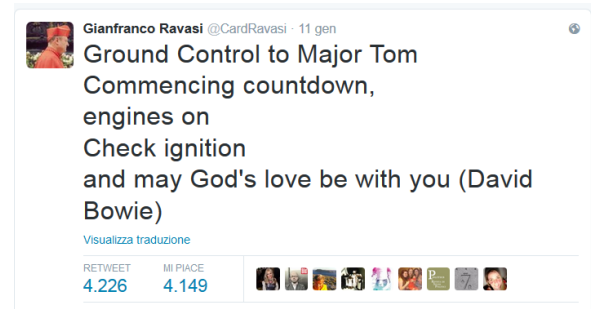 Gianfranco Ravasi @CardRavasi · 11 gen
Ground Control to Major Tom
Commencing countdown,
engines on
Check ignition
and may God's love be with you (David
Bowie)
Visualizza traduzione
RETWEET MI PIACE
4.226 4.149